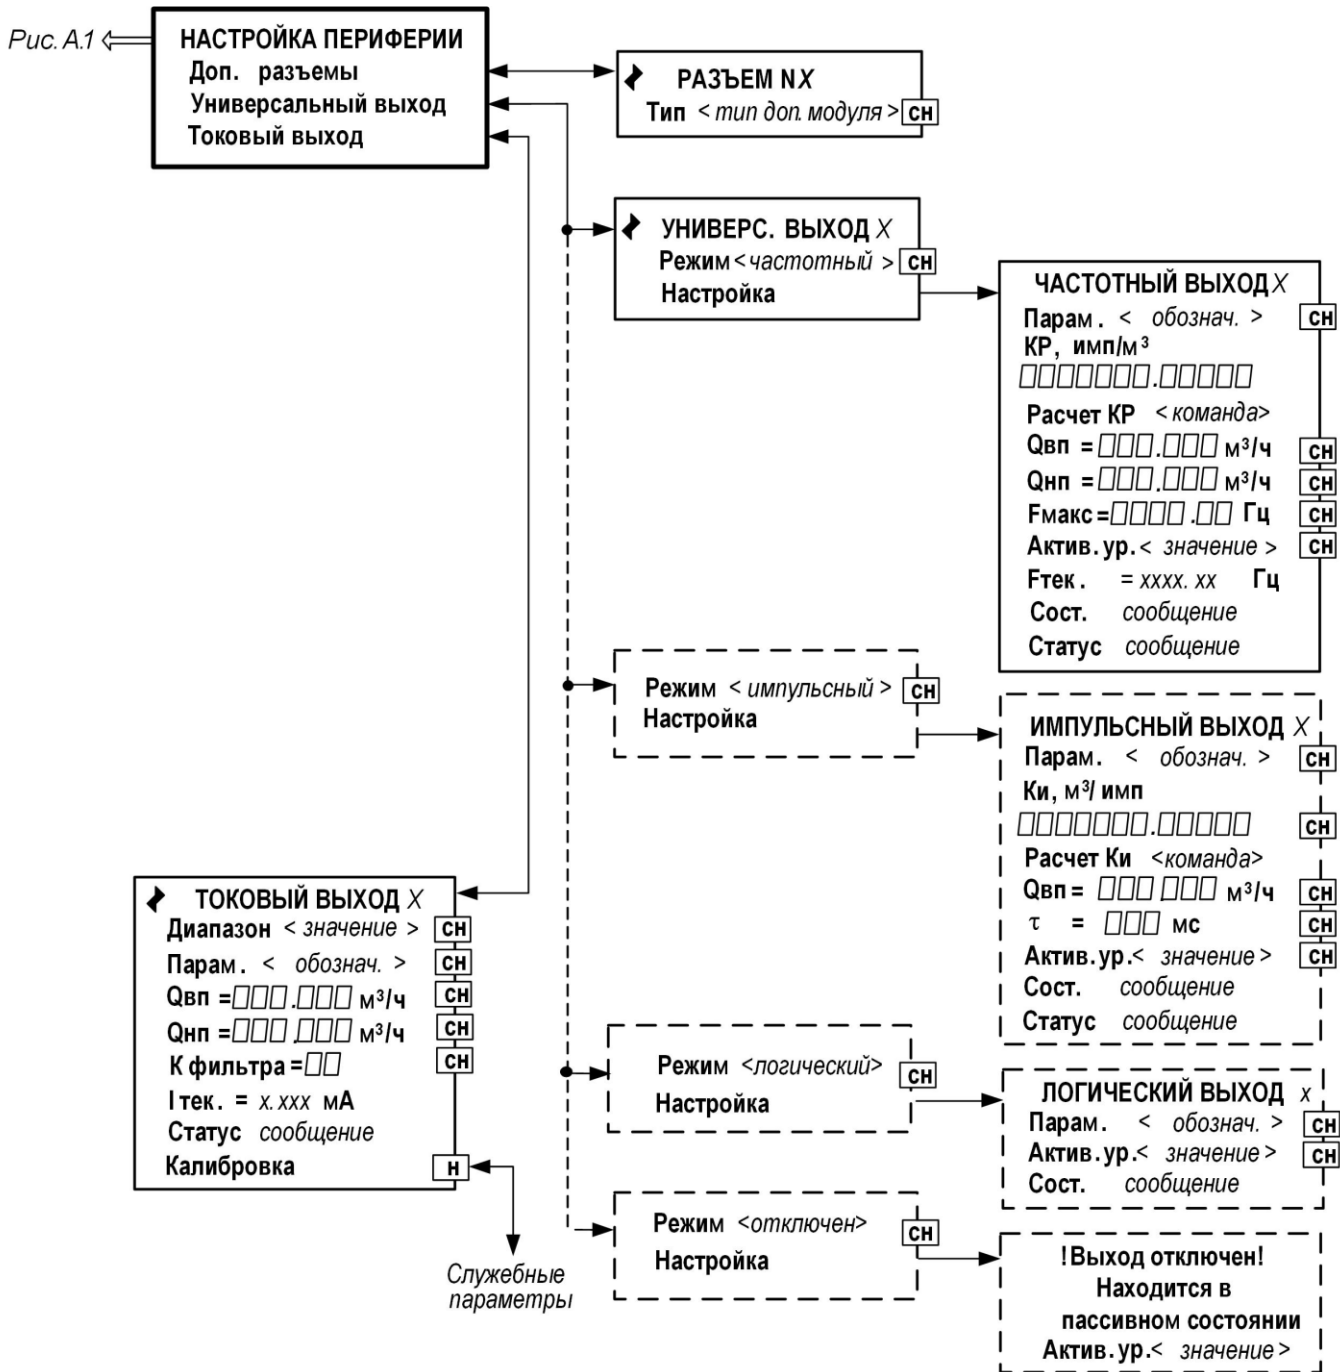 Рис. А.1
НАСТРОЙКА ПЕРИФЕРИИ
Доп. разъемы
Универсальный выход
Токовый выход
РАЗЪЕМ N X
Тип < тип доп. модуля > СН
УНИВЕРС. ВЫХОД X
Режим < частотный > СН
Настройка
ЧАСТОТНЫЙ ВЫХОД X
Парам. < обознач. > СН
КР, имп/м³
□□□□□□□.□□□□□
Расчет КР <команда>
Qвп =□□□.□□□ м³/ч СН
Qнп =□□□.□□□ м³/ч СН
Fмакс=□□□□.□□ Гц СН
Актив.ур.< значение > СН
Fтек. = xxxx. xx Гц
Сост. сообщение
Статус сообщение
Режим < импульсный > СН
Настройка
ИМПУЛЬСНЫЙ ВЫХОД X
Парам. < обознач. > СН
Ки, м³/ имп
□□□□□□□.□□□□□ СН
Расчет Ки <команда>
Qвп = □□□.□□□ м³/ч СН
τ = □□□ мс СН
Актив.ур.< значение > СН
Сост. сообщение
Статус сообщение
ТОКОВЫЙ ВЫХОД X
Диапазон < значение > СН
Парам. < обознач. > СН
Qвп =□□□.□□□ м³/ч СН
Qнп =□□□.□□□ м³/ч СН
К фильтра =□□ СН
I тек. = x.xxx мА
Статус сообщение
Калибровка Н
Служебные
параметры
Режим <логический> СН
Настройка
ЛОГИЧЕСКИЙ ВЫХОД x
Парам. < обознач. > СН
Актив.ур.< значение > СН
Сост. сообщение
Режим <отключен> СН
Настройка
!Выход отключен!
Находится в
пассивном состоянии
Актив.ур.< значение >